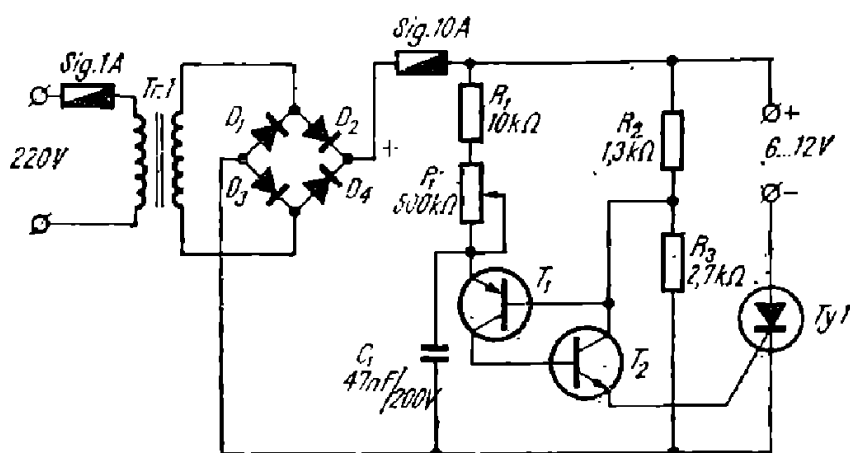 Sig.10A
Sig.1A
Tr.1
D₁
D₂
D₃
D₄
220V
+
R₁
10kΩ
P₁
500kΩ
R₂
1,3kΩ
+
6...12V
−
R₃
2,7kΩ
T₁
T₂
Ty1
C₁
47nF/
/200V